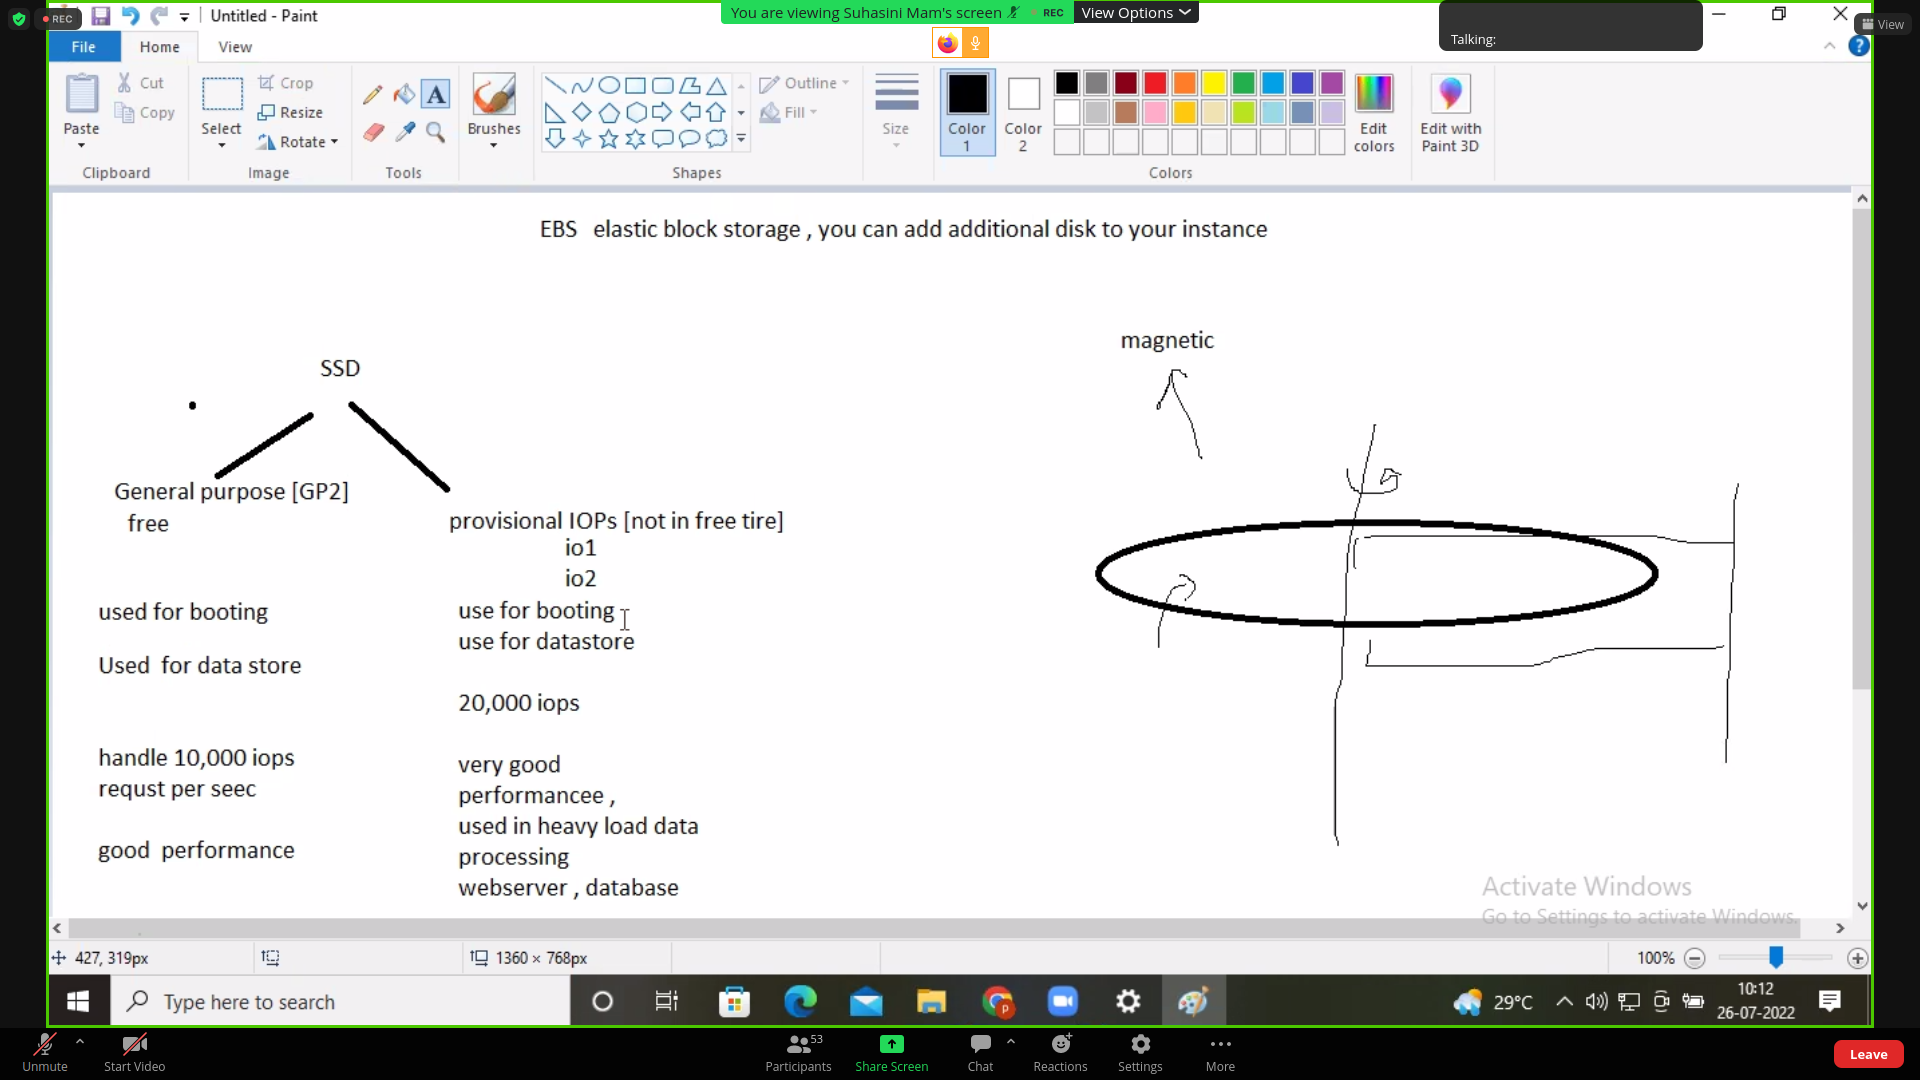 REC
Untitled - Paint
You are viewing Suhasini Mam's screen
REC
View Options
Talking:
View
File
Home
View
Paste
Cut
Copy
Clipboard
Select
Crop
Resize
Rotate
Image
A
Tools
Brushes
Shapes
Outline
Fill
Size
Color
1
Color
2
Edit
colors
Colors
Edit with
Paint 3D
EBS elastic block storage , you can add additional disk to your instance
magnetic
SSD
General purpose [GP2]
free
provisional IOPs [not in free tire]
io1
io2
used for booting
use for booting
use for datastore
Used for data store
20,000 iops
handle 10,000 iops
requst per seec
very good
performancee ,
used in heavy load data
processing
webserver , database
good performance
Activate Windows
Go to Settings to activate Windows.
427, 319px
1360 × 768px
100%
Type here to search
29°C
10:12
26-07-2022
Unmute
Start Video
Participants
53
Share Screen
Chat
Reactions
Settings
More
Leave